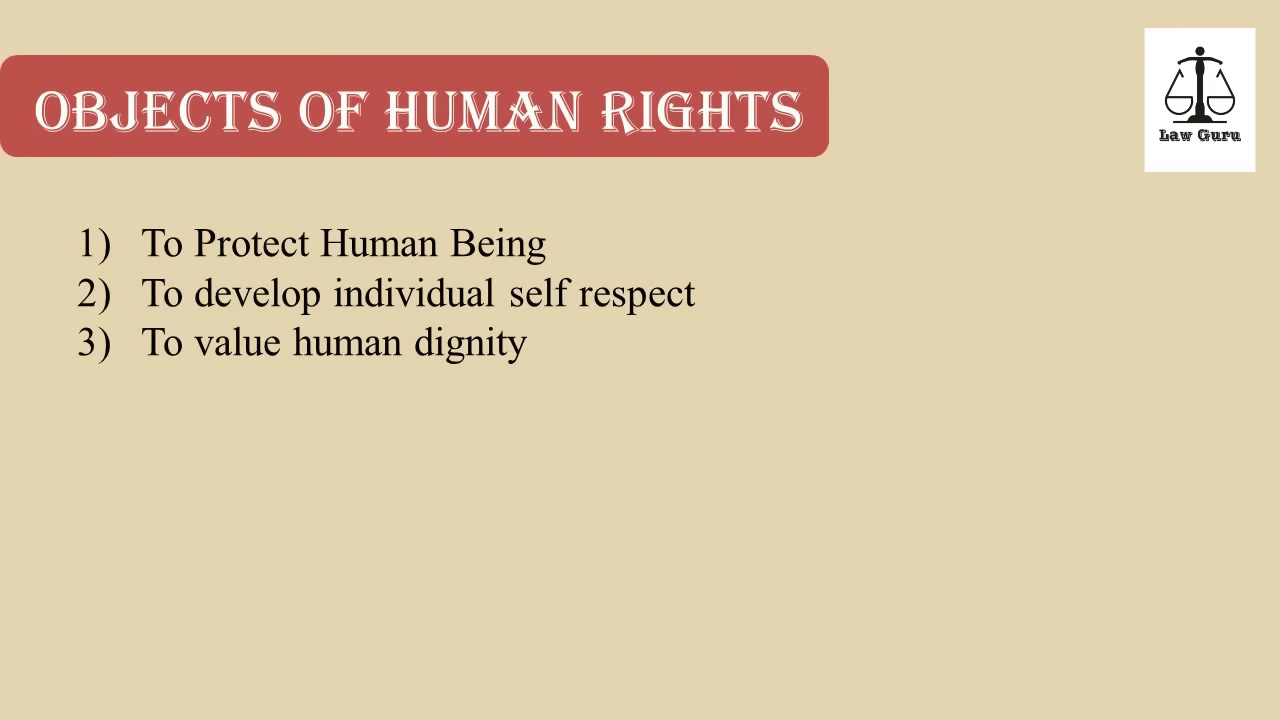 OBJECTS OF HUMAN RIGHTS
Law Guru
1) To Protect Human Being
2) To develop individual self respect
3) To value human dignity